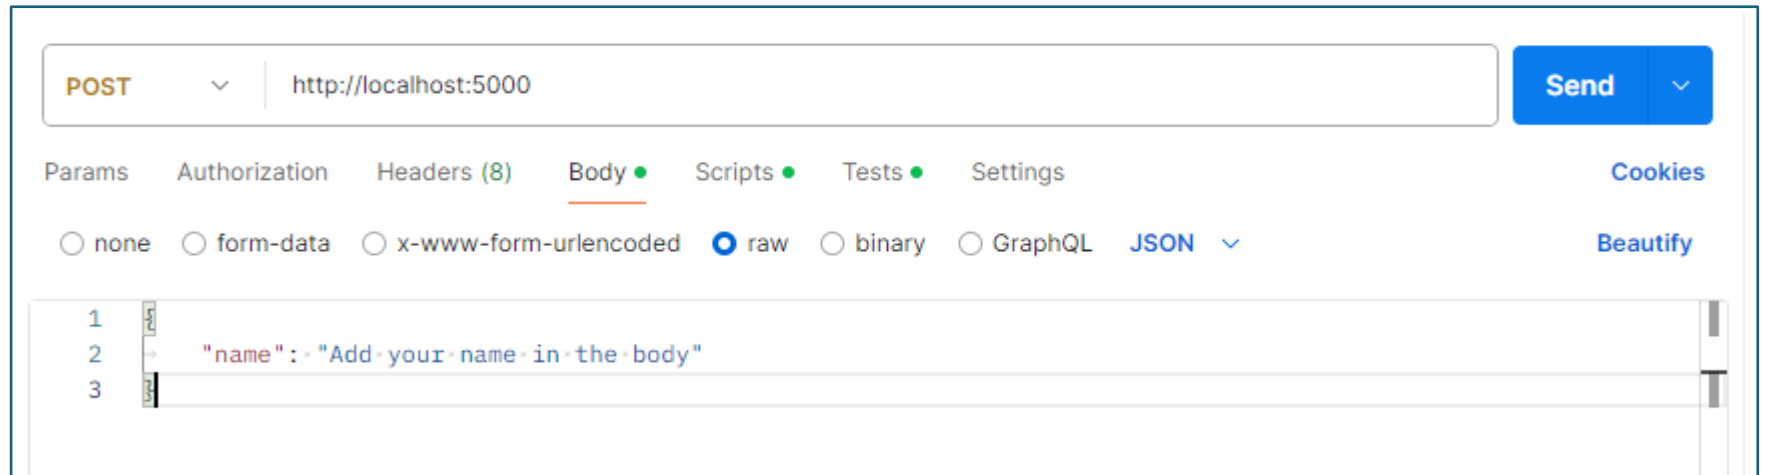 POST http://localhost:5000 Send
Params Authorization Headers (8) Body Scripts Tests Settings Cookies
none form-data x-www-form-urlencoded raw binary GraphQL JSON Beautify
1 {
2 "name": "Add your name in the body"
3 }